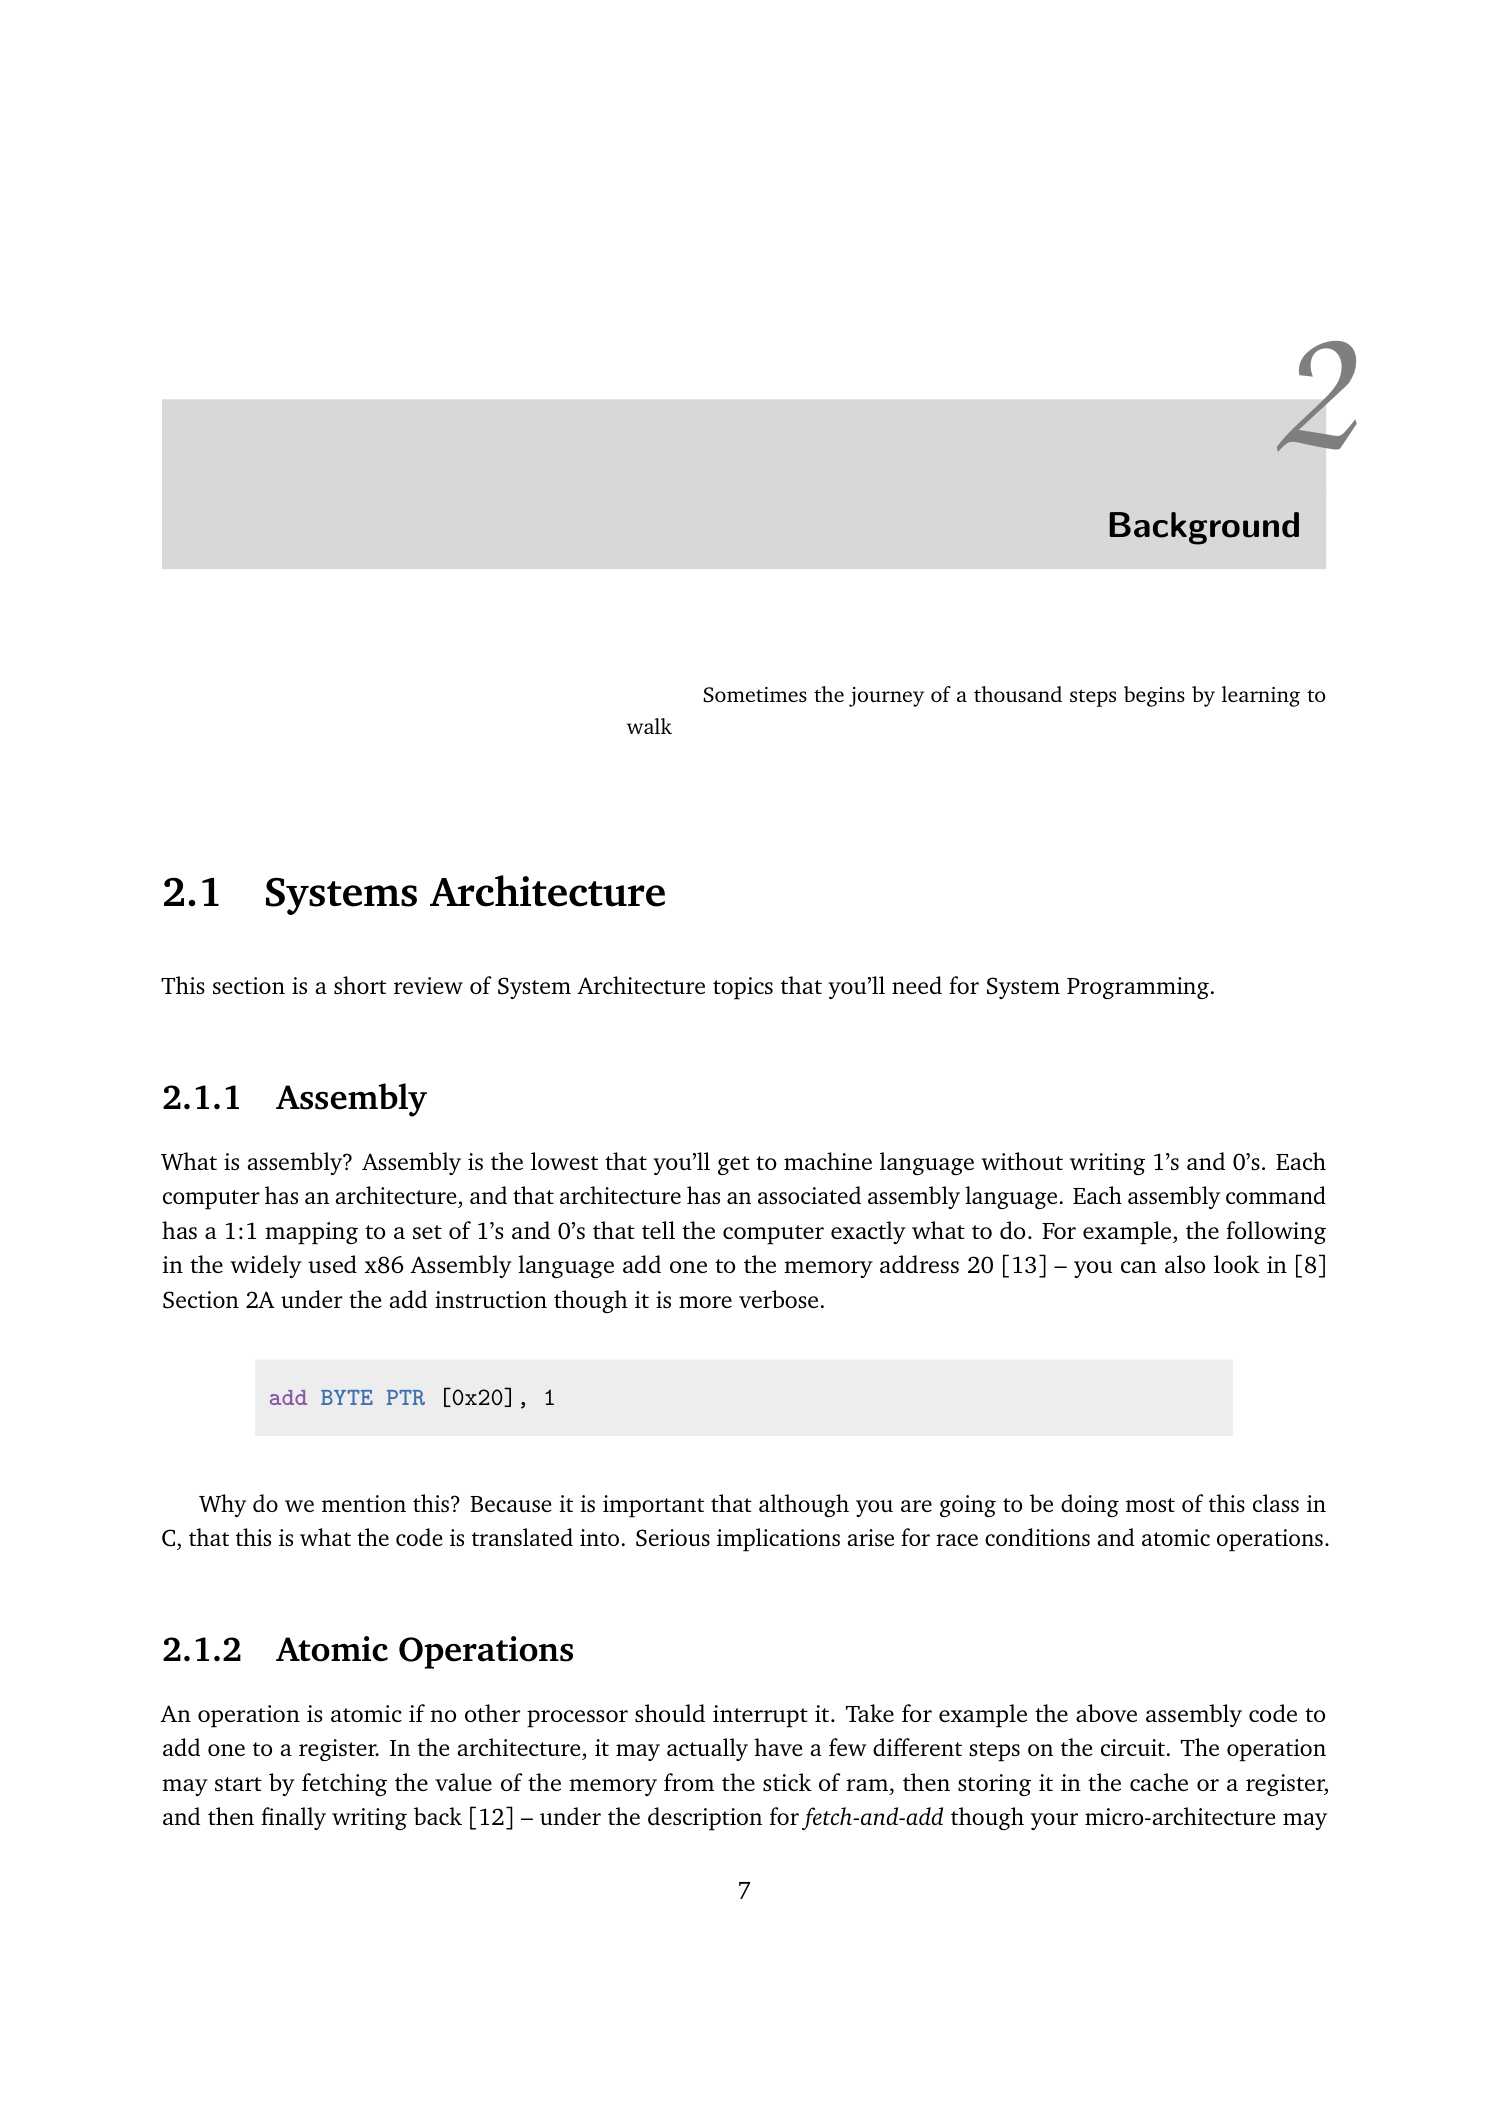 2
Background
Sometimes the journey of a thousand steps begins by learning to
walk
2.1 Systems Architecture
This section is a short review of System Architecture topics that you’ll need for System Programming.
2.1.1 Assembly
What is assembly? Assembly is the lowest that you’ll get to machine language without writing 1’s and 0’s. Each
computer has an architecture, and that architecture has an associated assembly language. Each assembly command
has a 1:1 mapping to a set of 1’s and 0’s that tell the computer exactly what to do. For example, the following
in the widely used x86 Assembly language add one to the memory address 20 [13] – you can also look in [8]
Section 2A under the add instruction though it is more verbose.
add BYTE PTR [0x20], 1
Why do we mention this? Because it is important that although you are going to be doing most of this class in
C, that this is what the code is translated into. Serious implications arise for race conditions and atomic operations.
2.1.2 Atomic Operations
An operation is atomic if no other processor should interrupt it. Take for example the above assembly code to
add one to a register. In the architecture, it may actually have a few different steps on the circuit. The operation
may start by fetching the value of the memory from the stick of ram, then storing it in the cache or a register,
and then finally writing back [12] – under the description for fetch-and-add though your micro-architecture may
7